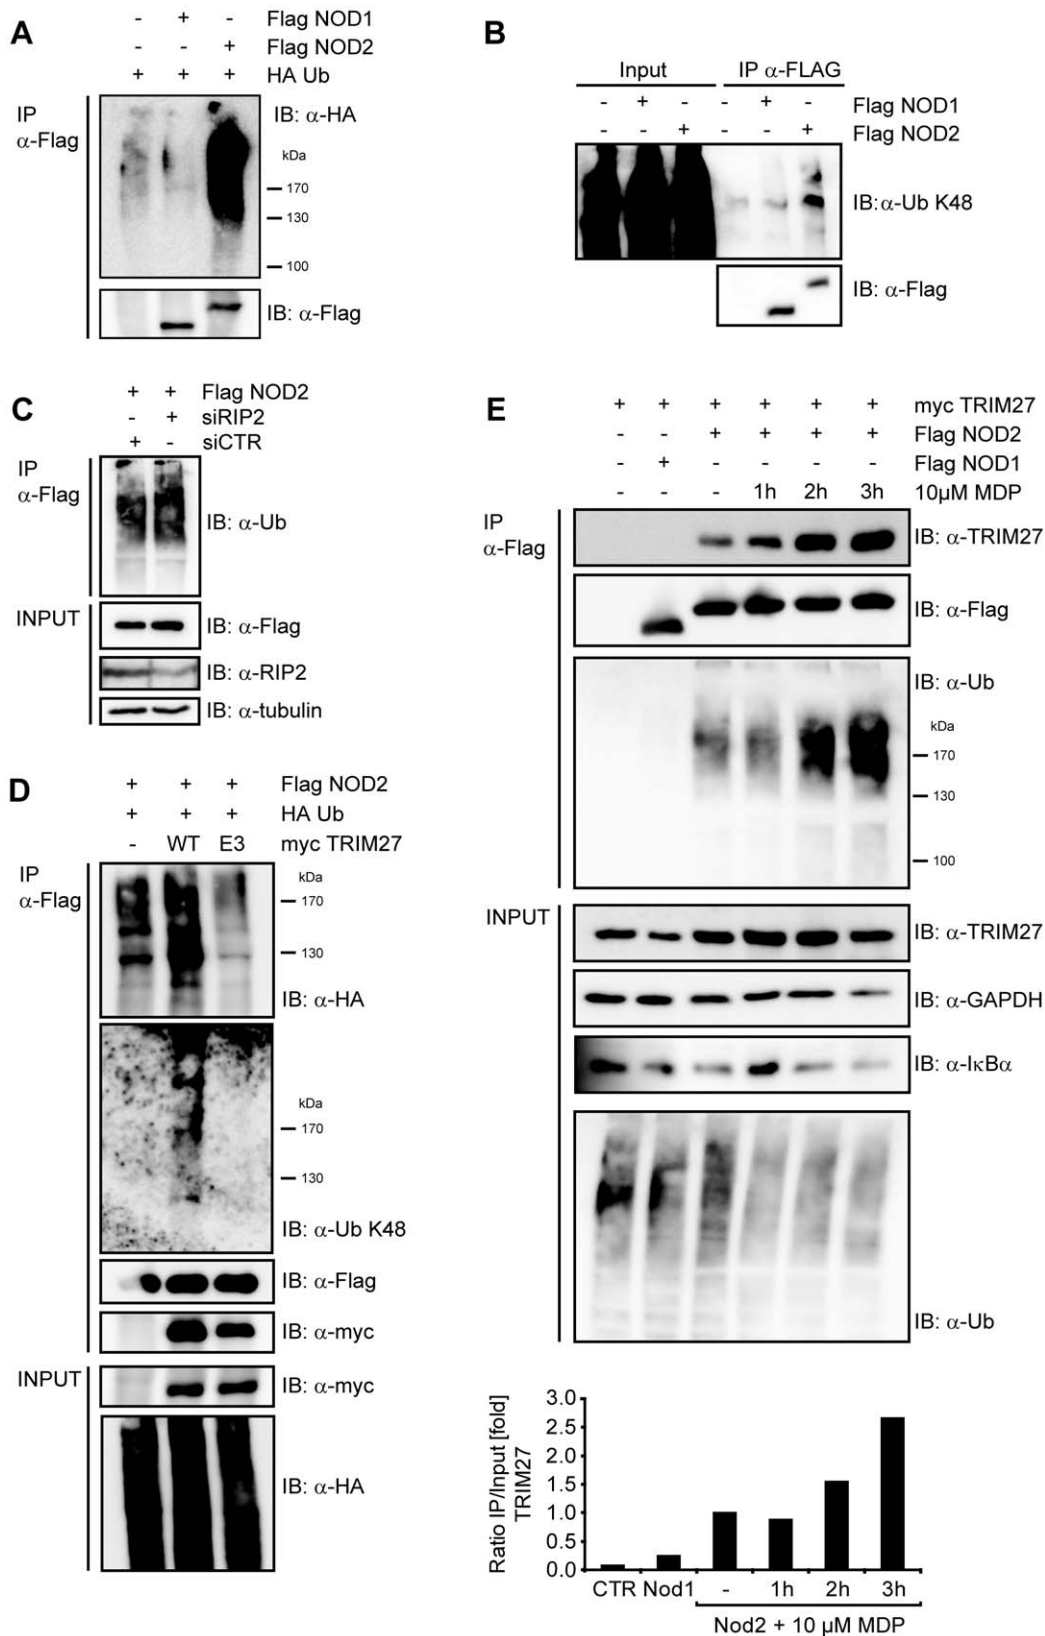 A
- + - Flag NOD1
- - + Flag NOD2
+ + + HA Ub
IP
α-Flag
IB: α-HA
kDa
170
130
100
IB: α-Flag
B
Input IP α-FLAG
- + - - + - Flag NOD1
- - + - - + Flag NOD2
IB:α-Ub K48
IB: α-Flag
C
+ + Flag NOD2
- + siRIP2
+ - siCTR
IP
α-Flag
IB: α-Ub
INPUT
IB: α-Flag
IB: α-RIP2
IB: α-tubulin
D
+ + + Flag NOD2
+ + + HA Ub
- WT E3 myc TRIM27
IP
α-Flag
kDa
170
130
IB: α-HA
kDa
170
130
IB: α-Ub K48
IB: α-Flag
IB: α-myc
INPUT
IB: α-myc
IB: α-HA
E
+ + + + + + myc TRIM27
- - + + + + Flag NOD2
- + - - - - Flag NOD1
- - - 1h 2h 3h 10µM MDP
IP
α-Flag
IB: α-TRIM27
IB: α-Flag
IB: α-Ub
kDa
170
130
100
INPUT
IB: α-TRIM27
IB: α-GAPDH
IB: α-IκBα
IB: α-Ub
Ratio IP/Input [fold]
TRIM27
3.0
2.5
2.0
1.5
1.0
0.5
0.0
CTR Nod1 - 1h 2h 3h
Nod2 + 10 µM MDP